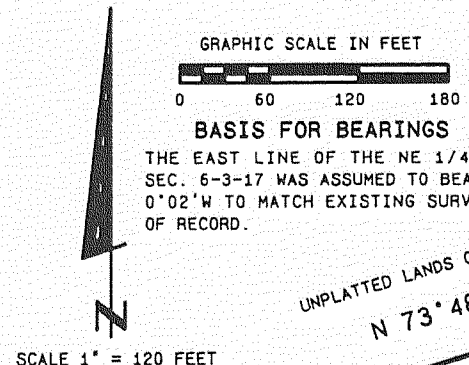 GRAPHIC SCALE IN FEET
0 60 120 180
BASIS FOR BEARINGS
THE EAST LINE OF THE NE 1/4
SEC. 6-3-17 WAS ASSUMED TO BEA
0°02'W TO MATCH EXISTING SURV
OF RECORD.
UNPLATTED LANDS
N 73°48
N
SCALE 1" = 120 FEET